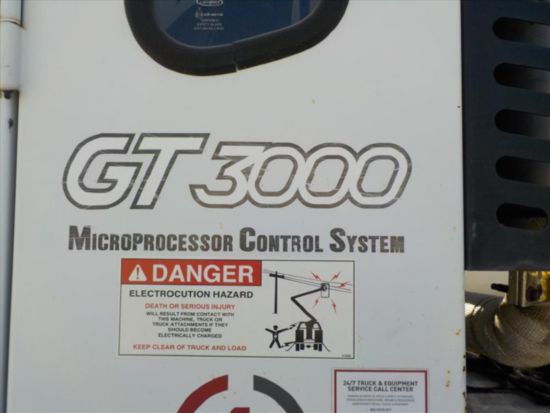 GT 3000
MICROPROCESSOR CONTROL SYSTEM
DANGER
ELECTROCUTION HAZARD
DEATH OR SERIOUS INJURY
WILL RESULT FROM CONTACT WITH
THIS MACHINE, TRUCK OR
TRUCK ATTACHMENTS IF THEY
SHOULD BECOME
ELECTRICALLY CHARGED
KEEP CLEAR OF TRUCK AND LOAD
24/7 TRUCK & EQUIPMENT
SERVICE CALL CENTER